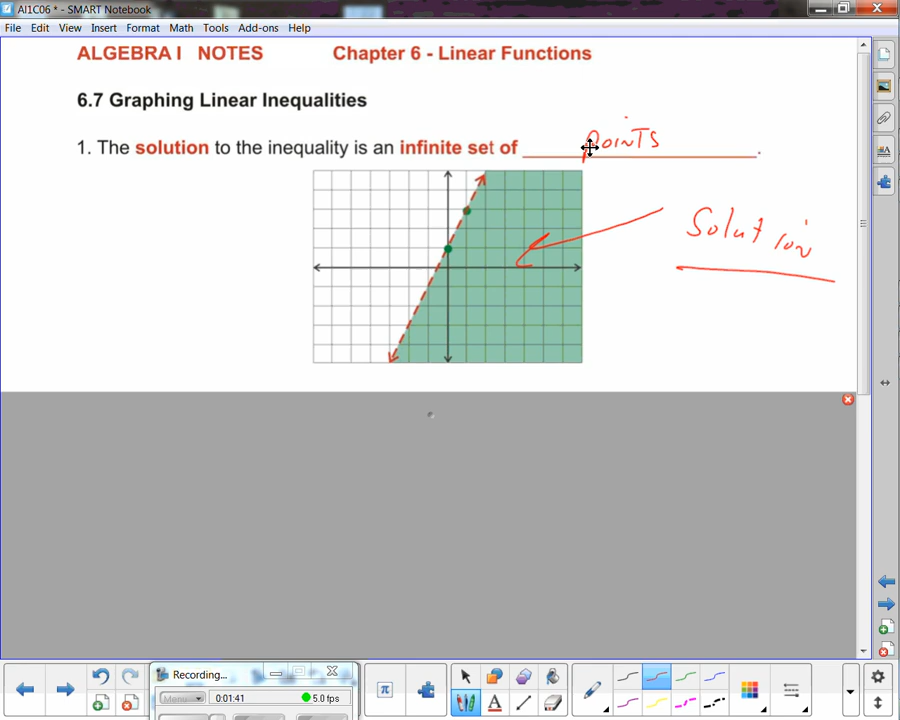 AI1C06 * - SMART Notebook
File Edit View Insert Format Math Tools Add-ons Help
ALGEBRA I NOTES Chapter 6 - Linear Functions
6.7 Graphing Linear Inequalities
1. The solution to the inequality is an infinite set of points.
Solution
Recording...
Menu 0:01:41 5.0 fps
π
A